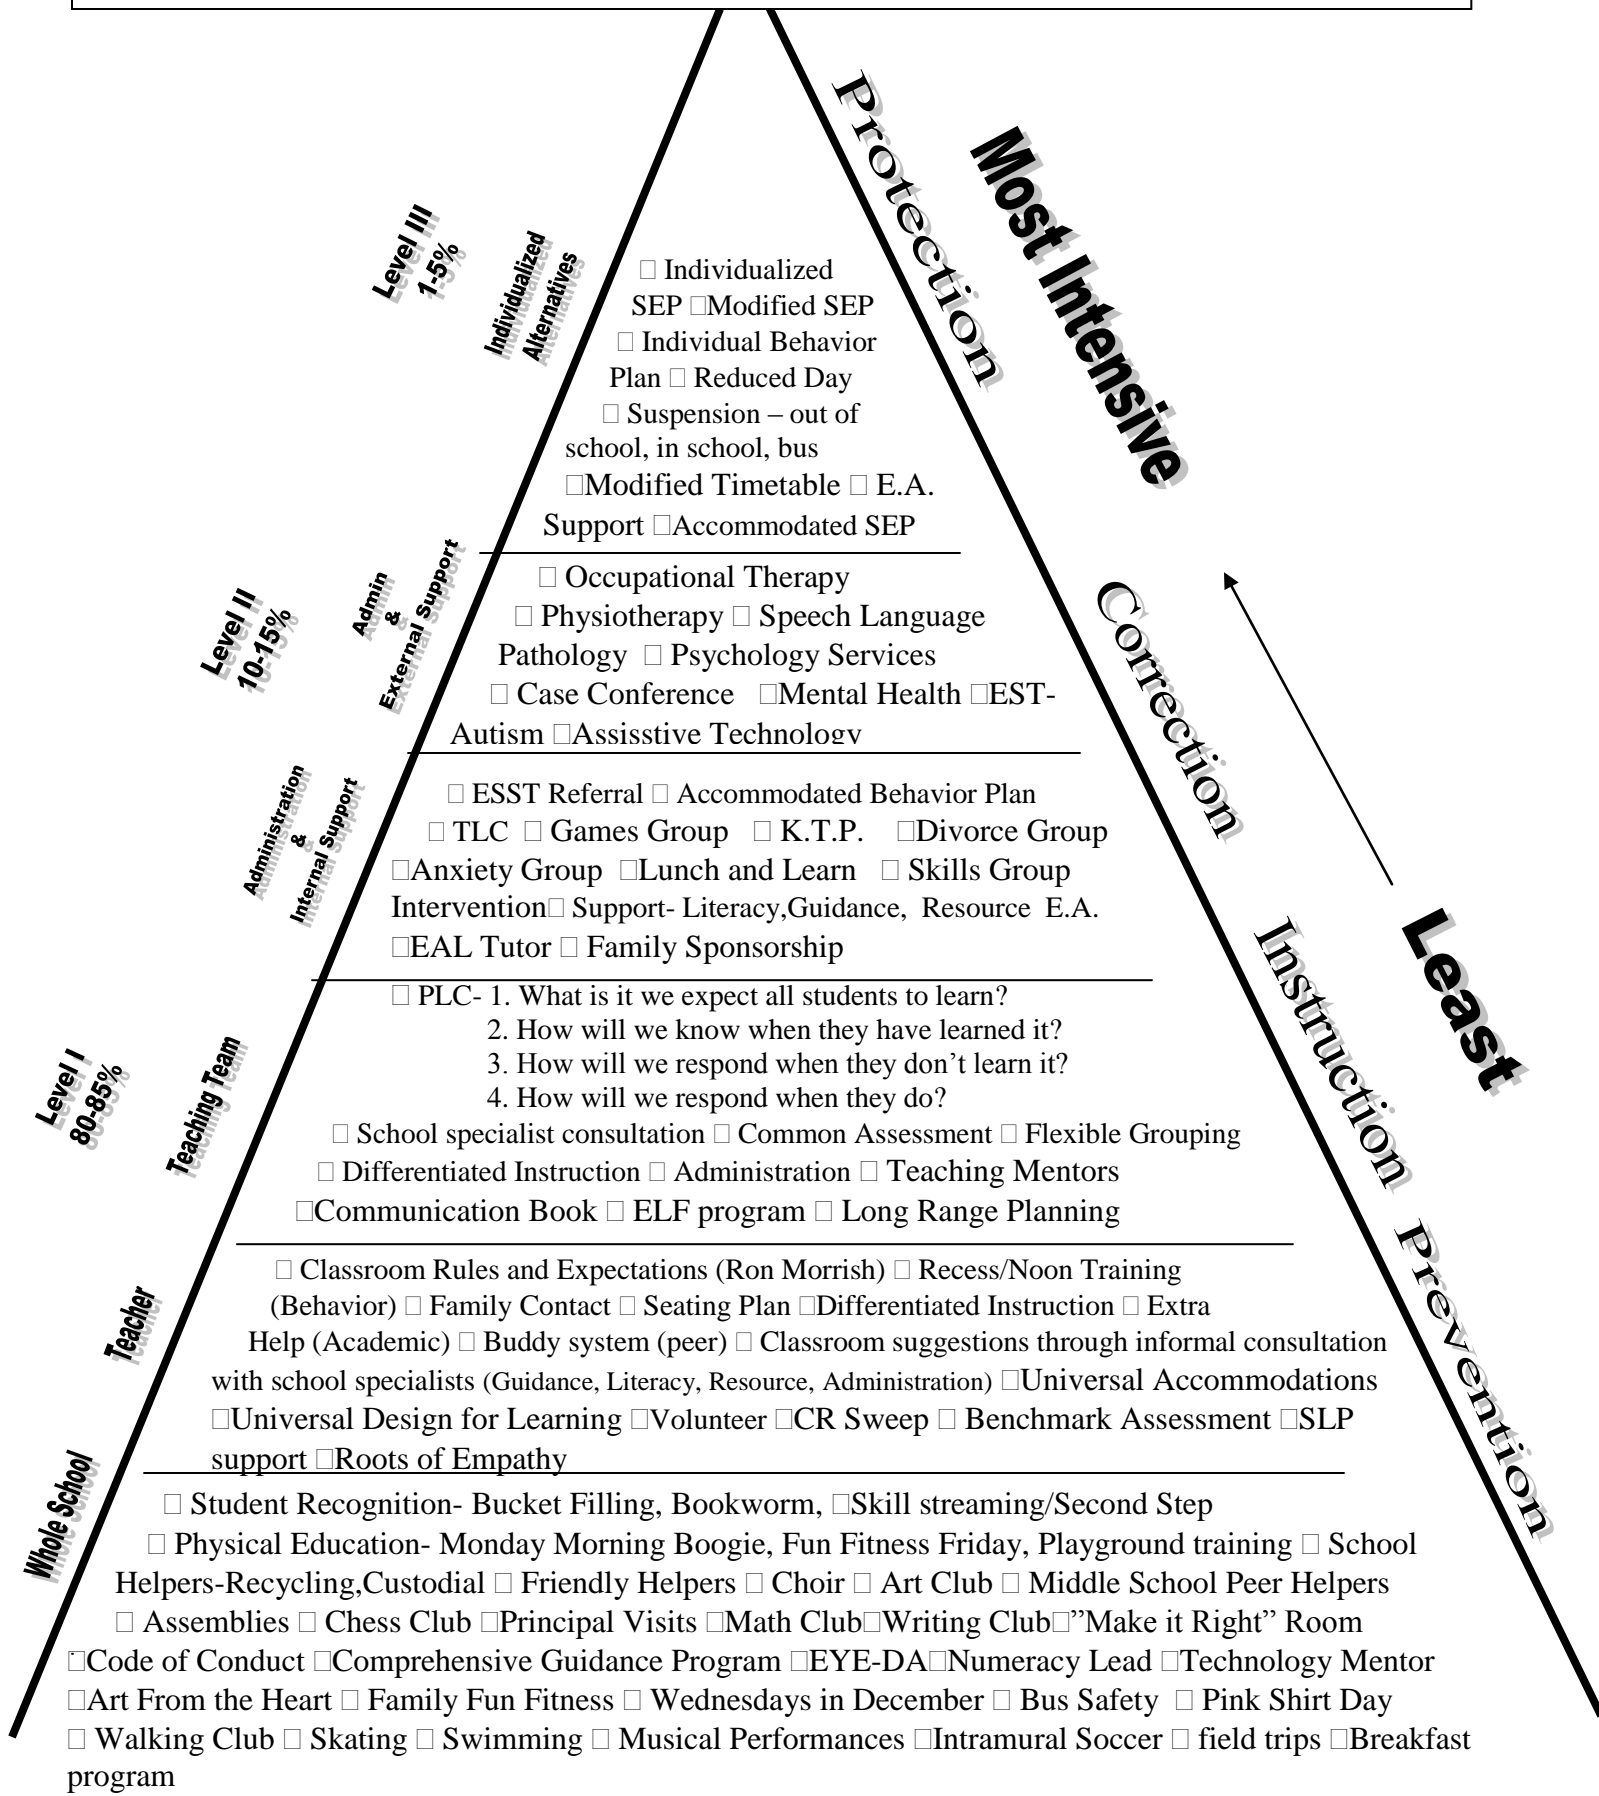 Protection
Most Intensive
Level III
1-5%
Individualized
Alternatives
□ Individualized
SEP □Modified SEP
□ Individual Behavior
Plan □ Reduced Day
□ Suspension – out of
school, in school, bus
□Modified Timetable □ E.A.
Support □Accommodated SEP
Level II
10-15%
Admin
&
External Support
Correction
□ Occupational Therapy
□ Physiotherapy □ Speech Language
Pathology □ Psychology Services
□ Case Conference □Mental Health □EST-
Autism □Assisstive Technology
Administration
&
Internal Support
□ ESST Referral □ Accommodated Behavior Plan
□ TLC □ Games Group □ K.T.P. □Divorce Group
□Anxiety Group □Lunch and Learn □ Skills Group
Intervention□ Support- Literacy,Guidance, Resource E.A.
□EAL Tutor □ Family Sponsorship
Least
Instruction
Level I
80-85%
Teaching Team
□ PLC- 1. What is it we expect all students to learn?
2. How will we know when they have learned it?
3. How will we respond when they don’t learn it?
4. How will we respond when they do?
□ School specialist consultation □ Common Assessment □ Flexible Grouping
□ Differentiated Instruction □ Administration □ Teaching Mentors
□Communication Book □ ELF program □ Long Range Planning
Prevention
Teacher
□ Classroom Rules and Expectations (Ron Morrish) □ Recess/Noon Training
(Behavior) □ Family Contact □ Seating Plan □Differentiated Instruction □ Extra
Help (Academic) □ Buddy system (peer) □ Classroom suggestions through informal consultation
with school specialists (Guidance, Literacy, Resource, Administration) □Universal Accommodations
□Universal Design for Learning □Volunteer □CR Sweep □ Benchmark Assessment □SLP
support □Roots of Empathy
Whole School
□ Student Recognition- Bucket Filling, Bookworm, □Skill streaming/Second Step
□ Physical Education- Monday Morning Boogie, Fun Fitness Friday, Playground training □ School
Helpers-Recycling,Custodial □ Friendly Helpers □ Choir □ Art Club □ Middle School Peer Helpers
□ Assemblies □ Chess Club □Principal Visits □Math Club□Writing Club□”Make it Right” Room
□Code of Conduct □Comprehensive Guidance Program □EYE-DA□Numeracy Lead □Technology Mentor
□Art From the Heart □ Family Fun Fitness □ Wednesdays in December □ Bus Safety □ Pink Shirt Day
□ Walking Club □ Skating □ Swimming □ Musical Performances □Intramural Soccer □ field trips □Breakfast
program